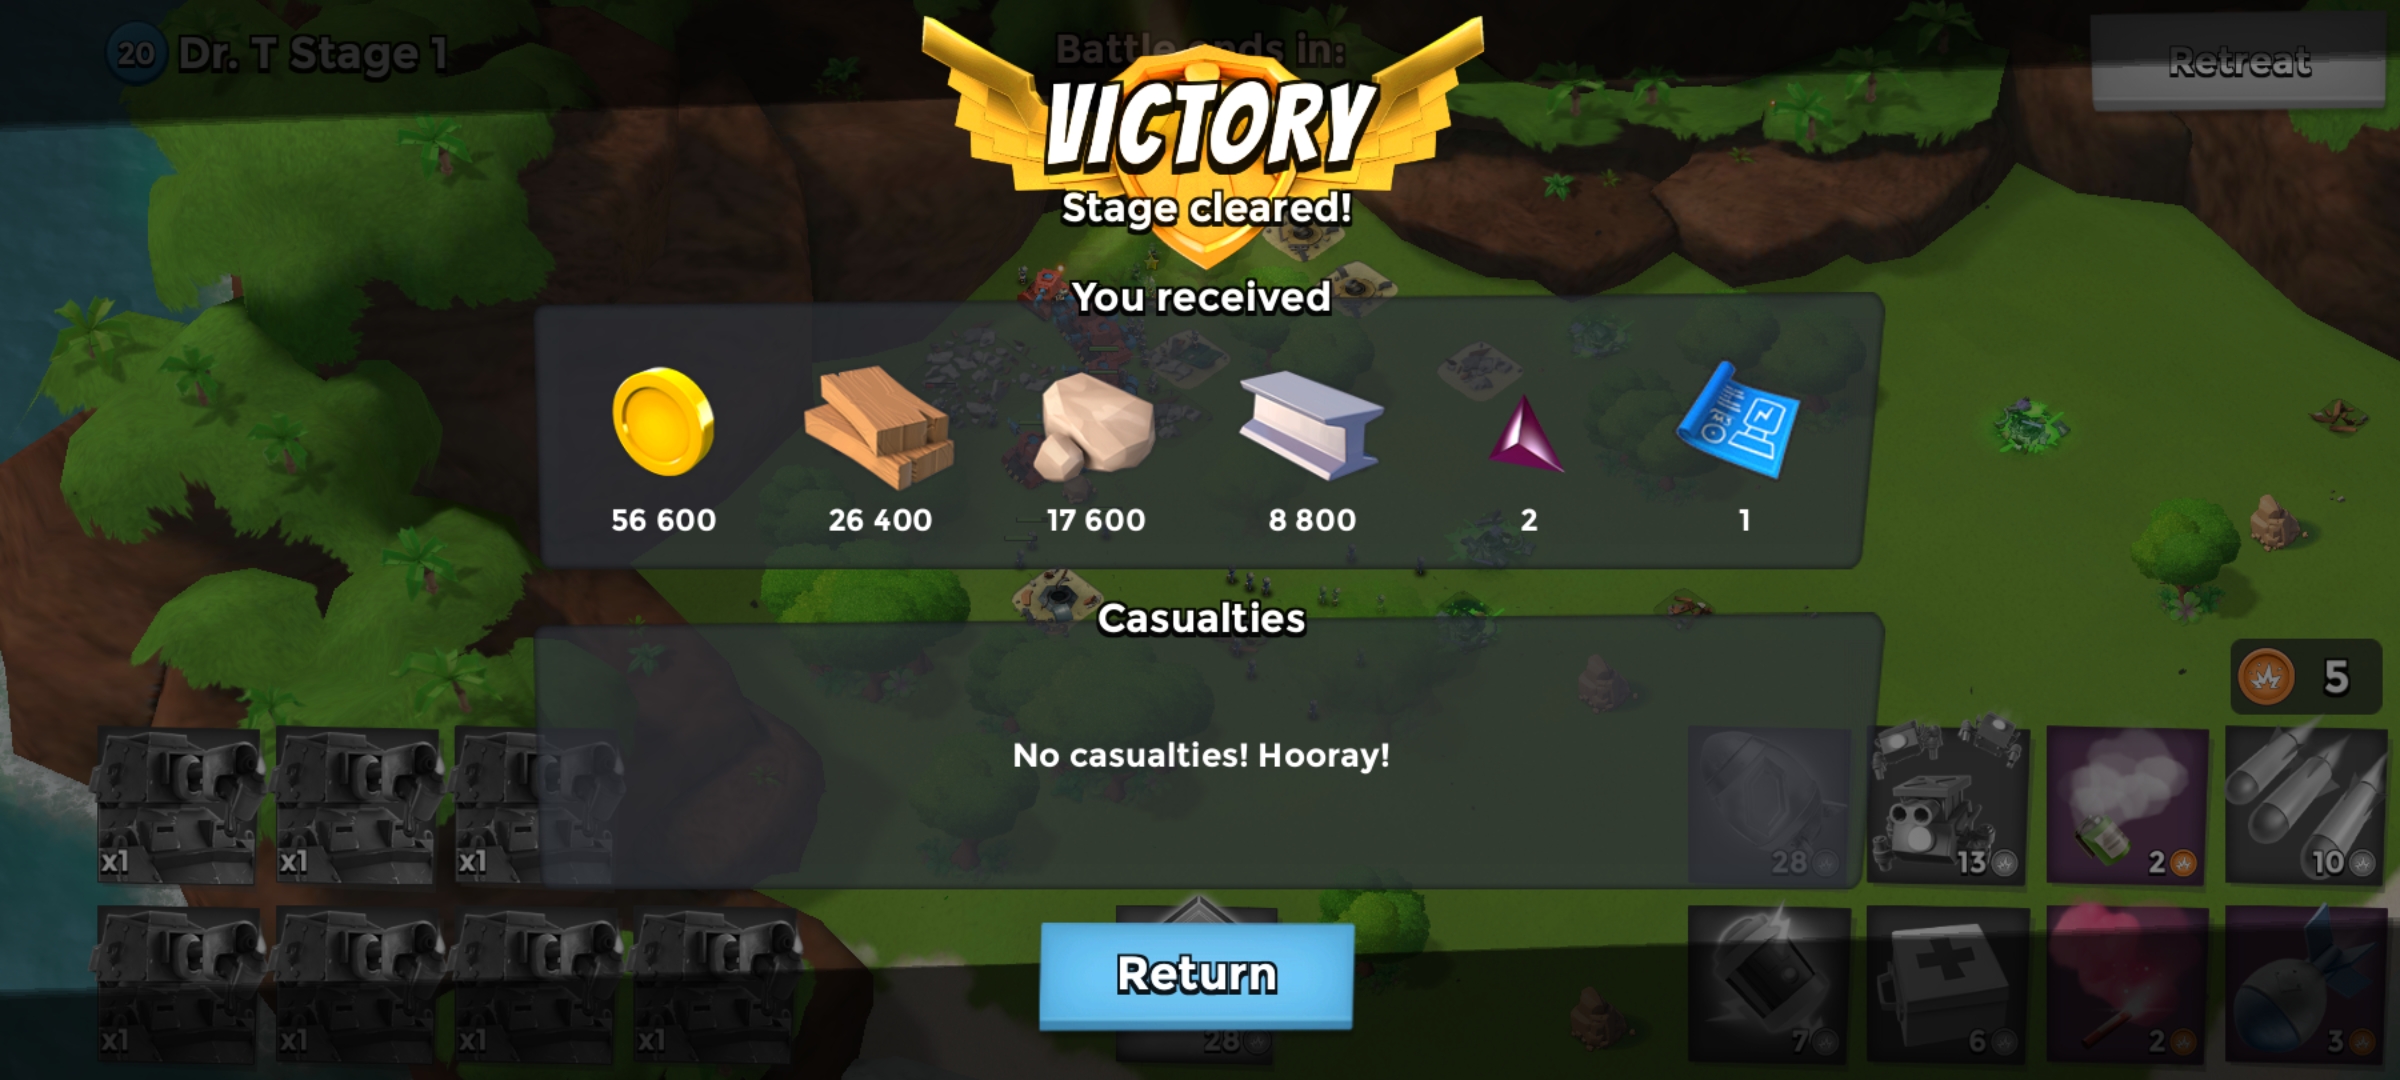 20 Dr. T Stage 1
Battle ends in:
Retreat
VICTORY
Stage cleared!
You received
56 600
26 400
17 600
8 800
2
1
Casualties
No casualties! Hooray!
5
x1
x1
x1
28
13
2
10
x1
x1
x1
x1
28
7
6
2
3
Return